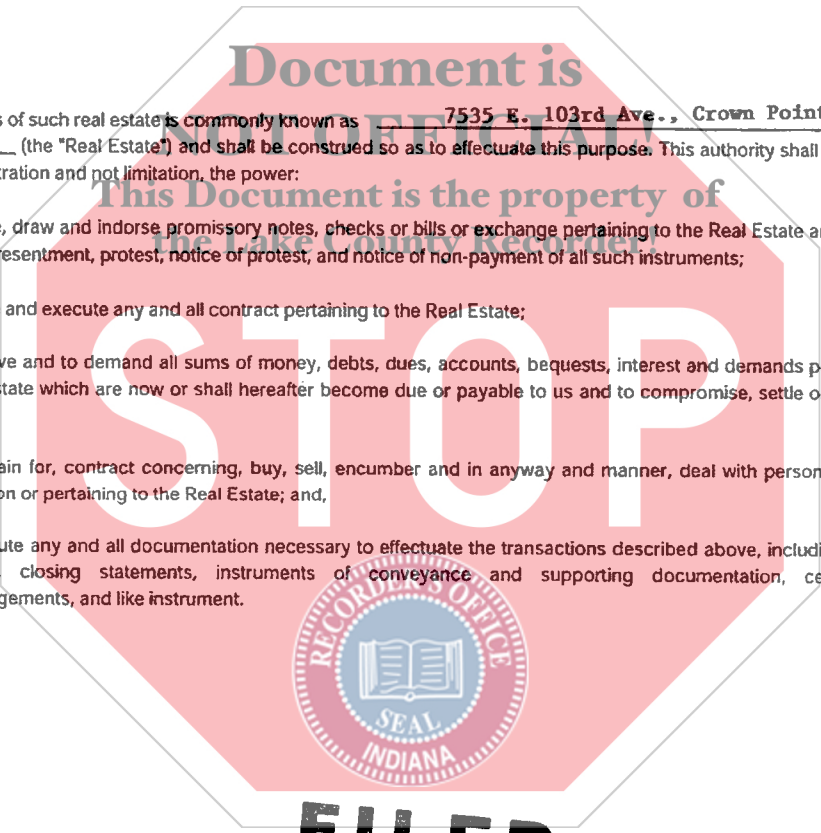 Document is
s of such real estate is commonly known as 7535 E. 103rd Ave., Crown Point
NOT OFFICIAL!
(the "Real Estate") and shall be construed so as to effectuate this purpose. This authority shall
tration and not limitation, the power:
This Document is the property of
e, draw and indorse promissory notes, checks or bills or exchange pertaining to the Real Estate a
the Lake County Recorder!
resentment, protest, notice of protest, and notice of non-payment of all such instruments;
and execute any and all contract pertaining to the Real Estate;
STOP
ve and to demand all sums of money, debts, dues, accounts, bequests, interest and demands p
state which are now or shall hereafter become due or payable to us and to compromise, settle o
ain for, contract concerning, buy, sell, encumber and in anyway and manner, deal with person
on or pertaining to the Real Estate; and,
ute any and all documentation necessary to effectuate the transactions described above, includi
closing statements, instruments of conveyance and supporting documentation, ce
gements, and like instrument.
RECORDER'S OFFICE
SEAL
INDIANA
FILED